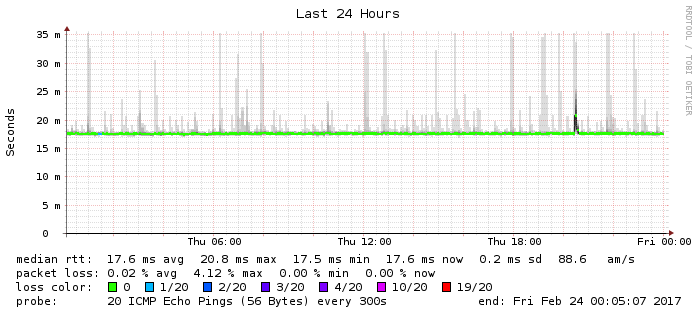 Last 24 Hours
RRDTOOL / TOBI OETIKER
Seconds
35 m
30 m
25 m
20 m
15 m
10 m
5 m
0
Thu 06:00 Thu 12:00 Thu 18:00 Fri 00:00
median rtt: 17.6 ms avg 20.8 ms max 17.5 ms min 17.6 ms now 0.2 ms sd 88.6 am/s
packet loss: 0.02 % avg 4.12 % max 0.00 % min 0.00 % now
loss color: 0 1/20 2/20 3/20 4/20 10/20 19/20
probe: 20 ICMP Echo Pings (56 Bytes) every 300s end: Fri Feb 24 00:05:07 2017